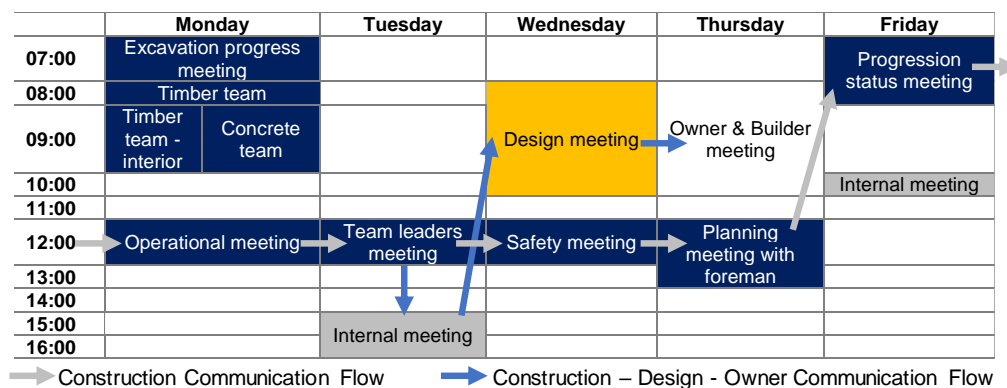 Monday Tuesday Wednesday Thursday Friday
07:00 Excavation progress meeting Progression status meeting
08:00 Timber team
09:00 Timber team - interior Concrete team Design meeting Owner & Builder meeting
10:00 Internal meeting
11:00
12:00 Operational meeting Team leaders meeting Safety meeting Planning meeting with foreman
13:00
14:00
15:00 Internal meeting
16:00
Construction Communication Flow Construction – Design - Owner Communication Flow